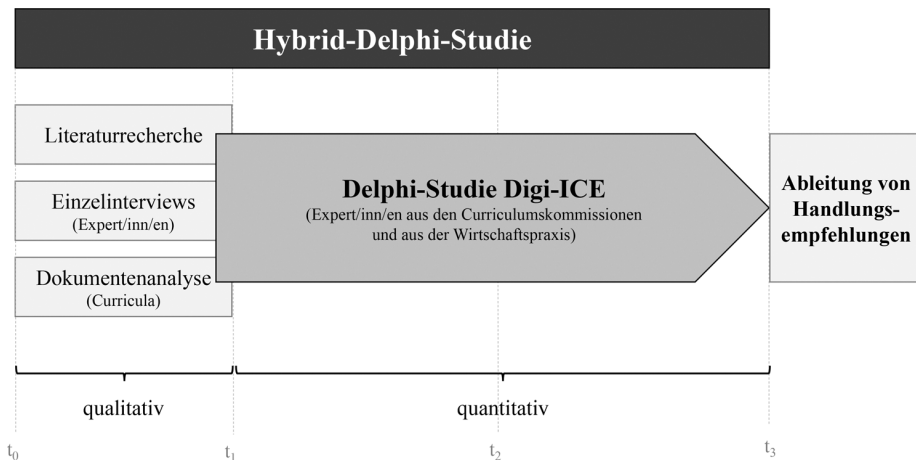 Hybrid-Delphi-Studie
Literaturrecherche
Einzelinterviews
(Expert/inn/en)
Dokumentenanalyse
(Curricula)
Delphi-Studie Digi-ICE
(Expert/inn/en aus den Curriculumskommissionen
und aus der Wirtschaftspraxis)
Ableitung von
Handlungs-
empfehlungen
qualitativ
quantitativ
t0
t1
t2
t3